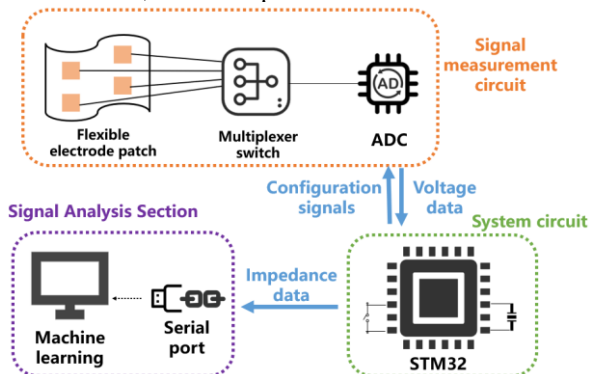 Signal
measurement
circuit
AD
Flexible
electrode patch
Multiplexer
switch
ADC
Configuration
signals
Voltage
data
Signal Analysis Section
System circuit
Impedance
data
Machine
learning
Serial
port
STM32